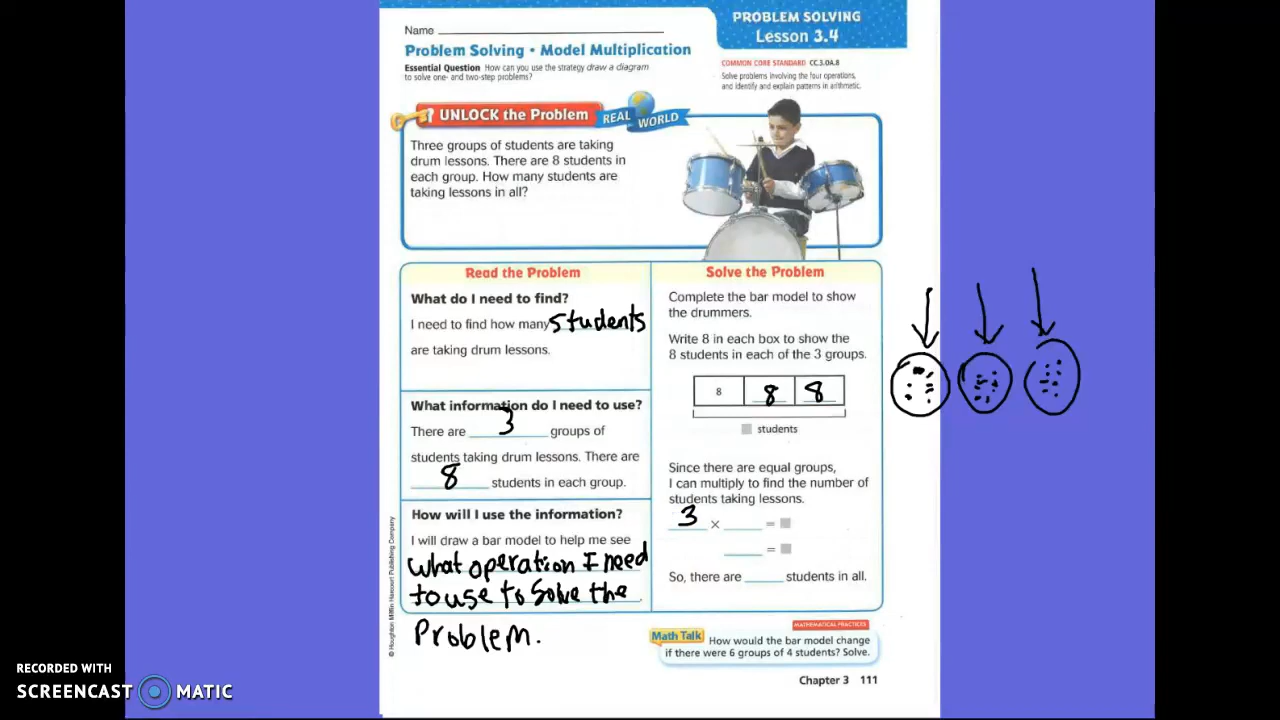 PROBLEM SOLVING
Lesson 3.4
Name
Problem Solving • Model Multiplication
Essential Question How can you use the strategy draw a diagram
to solve one- and two-step problems?
COMMON CORE STANDARD CC.3.OA.8
Solve problems involving the four operations,
and identify and explain patterns in arithmetic.
UNLOCK the Problem REAL WORLD
Three groups of students are taking
drum lessons. There are 8 students in
each group. How many students are
taking lessons in all?
Read the Problem
What do I need to find?
I need to find how many students
are taking drum lessons.
What information do I need to use?
There are 3 groups of
students taking drum lessons. There are
8 students in each group.
How will I use the information?
I will draw a bar model to help me see
what operation I need
to use to solve the
Problem.
Solve the Problem
Complete the bar model to show
the drummers.
Write 8 in each box to show the
8 students in each of the 3 groups.
8 8 8
students
Since there are equal groups,
I can multiply to find the number of
students taking lessons.
3 × ____ =
____ =
So, there are ____ students in all.
MATHEMATICAL PRACTICES
Math Talk How would the bar model change
if there were 6 groups of 4 students? Solve.
Chapter 3 111
© Houghton Mifflin Harcourt Publishing Company
RECORDED WITH
SCREENCAST MATIC